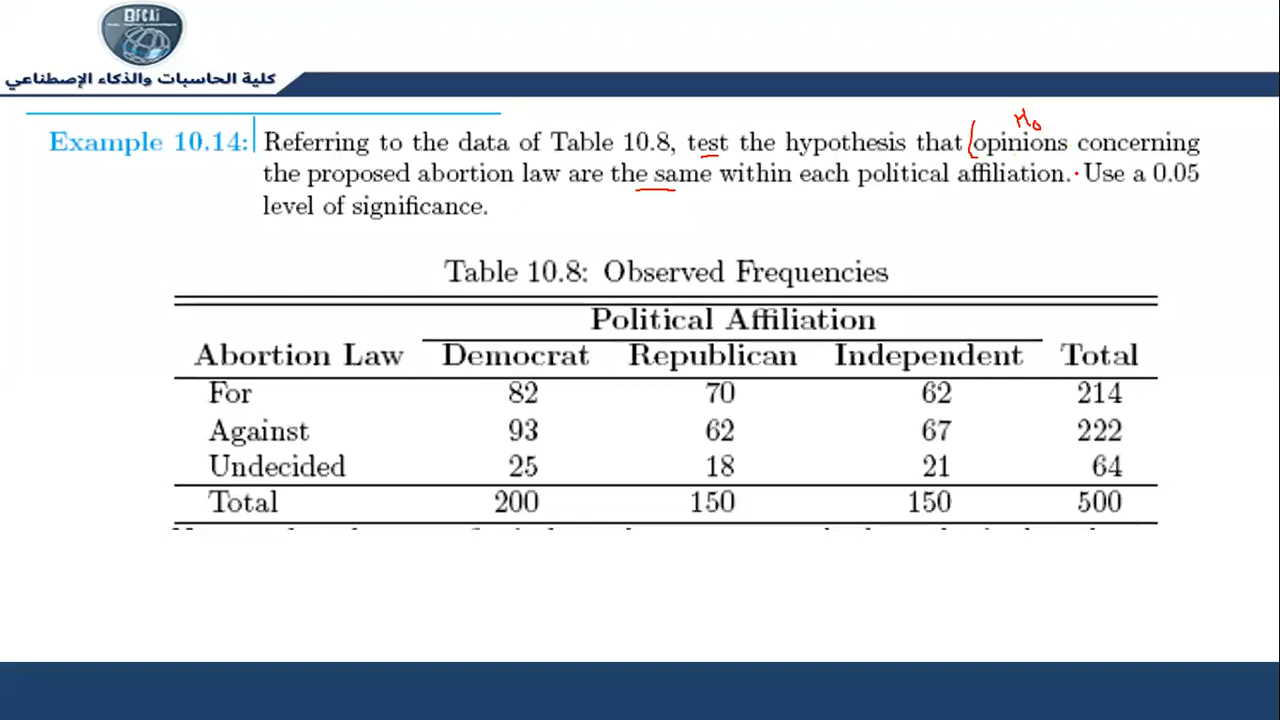 BFCAI
كلية الحاسبات والذكاء الإصطناعي
H0
Example 10.14: Referring to the data of Table 10.8, test the hypothesis that (opinions concerning
the proposed abortion law are the same within each political affiliation. Use a 0.05
level of significance.
Table 10.8: Observed Frequencies
Political Affiliation
Abortion Law Democrat Republican Independent Total
For 82 70 62 214
Against 93 62 67 222
Undecided 25 18 21 64
Total 200 150 150 500